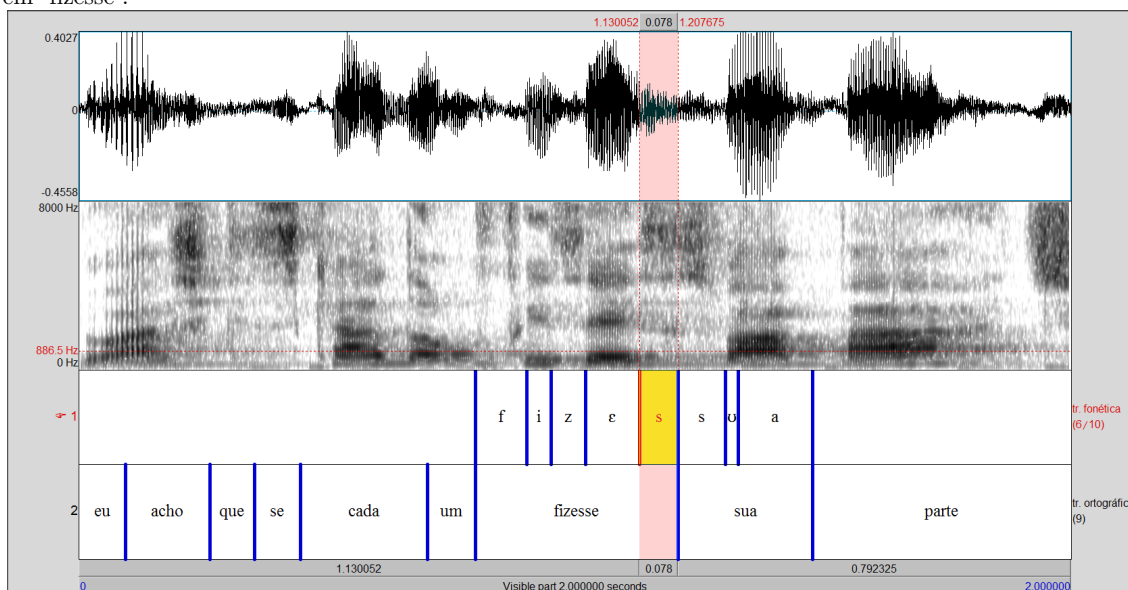 em "fizesse".
1.130052 0.078 1.207675
0.4027
0
-0.4558
8000 Hz
886.5 Hz
0 Hz
1 f i z ɛ s s ʊ a tr. fonética
(6/10)
2 eu acho que se cada um fizesse sua parte tr. ortográfic
(9)
1.130052 0.078 0.792325
0 Visible part 2.000000 seconds 2.000000